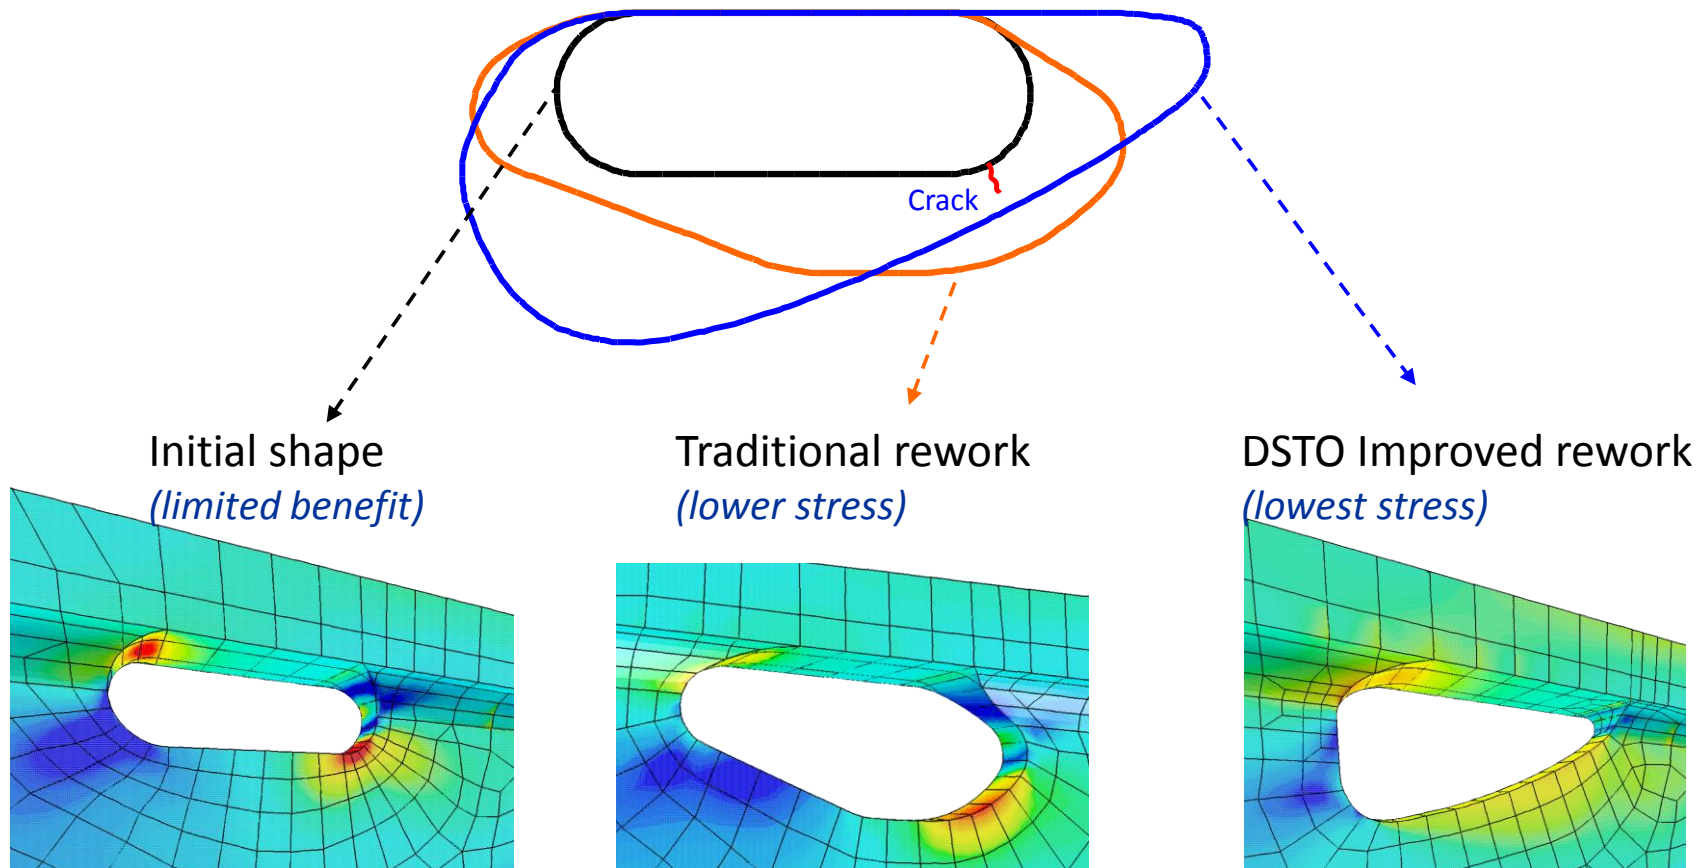 Crack
Initial shape
(limited benefit)
Traditional rework
(lower stress)
DSTO Improved rework
(lowest stress)